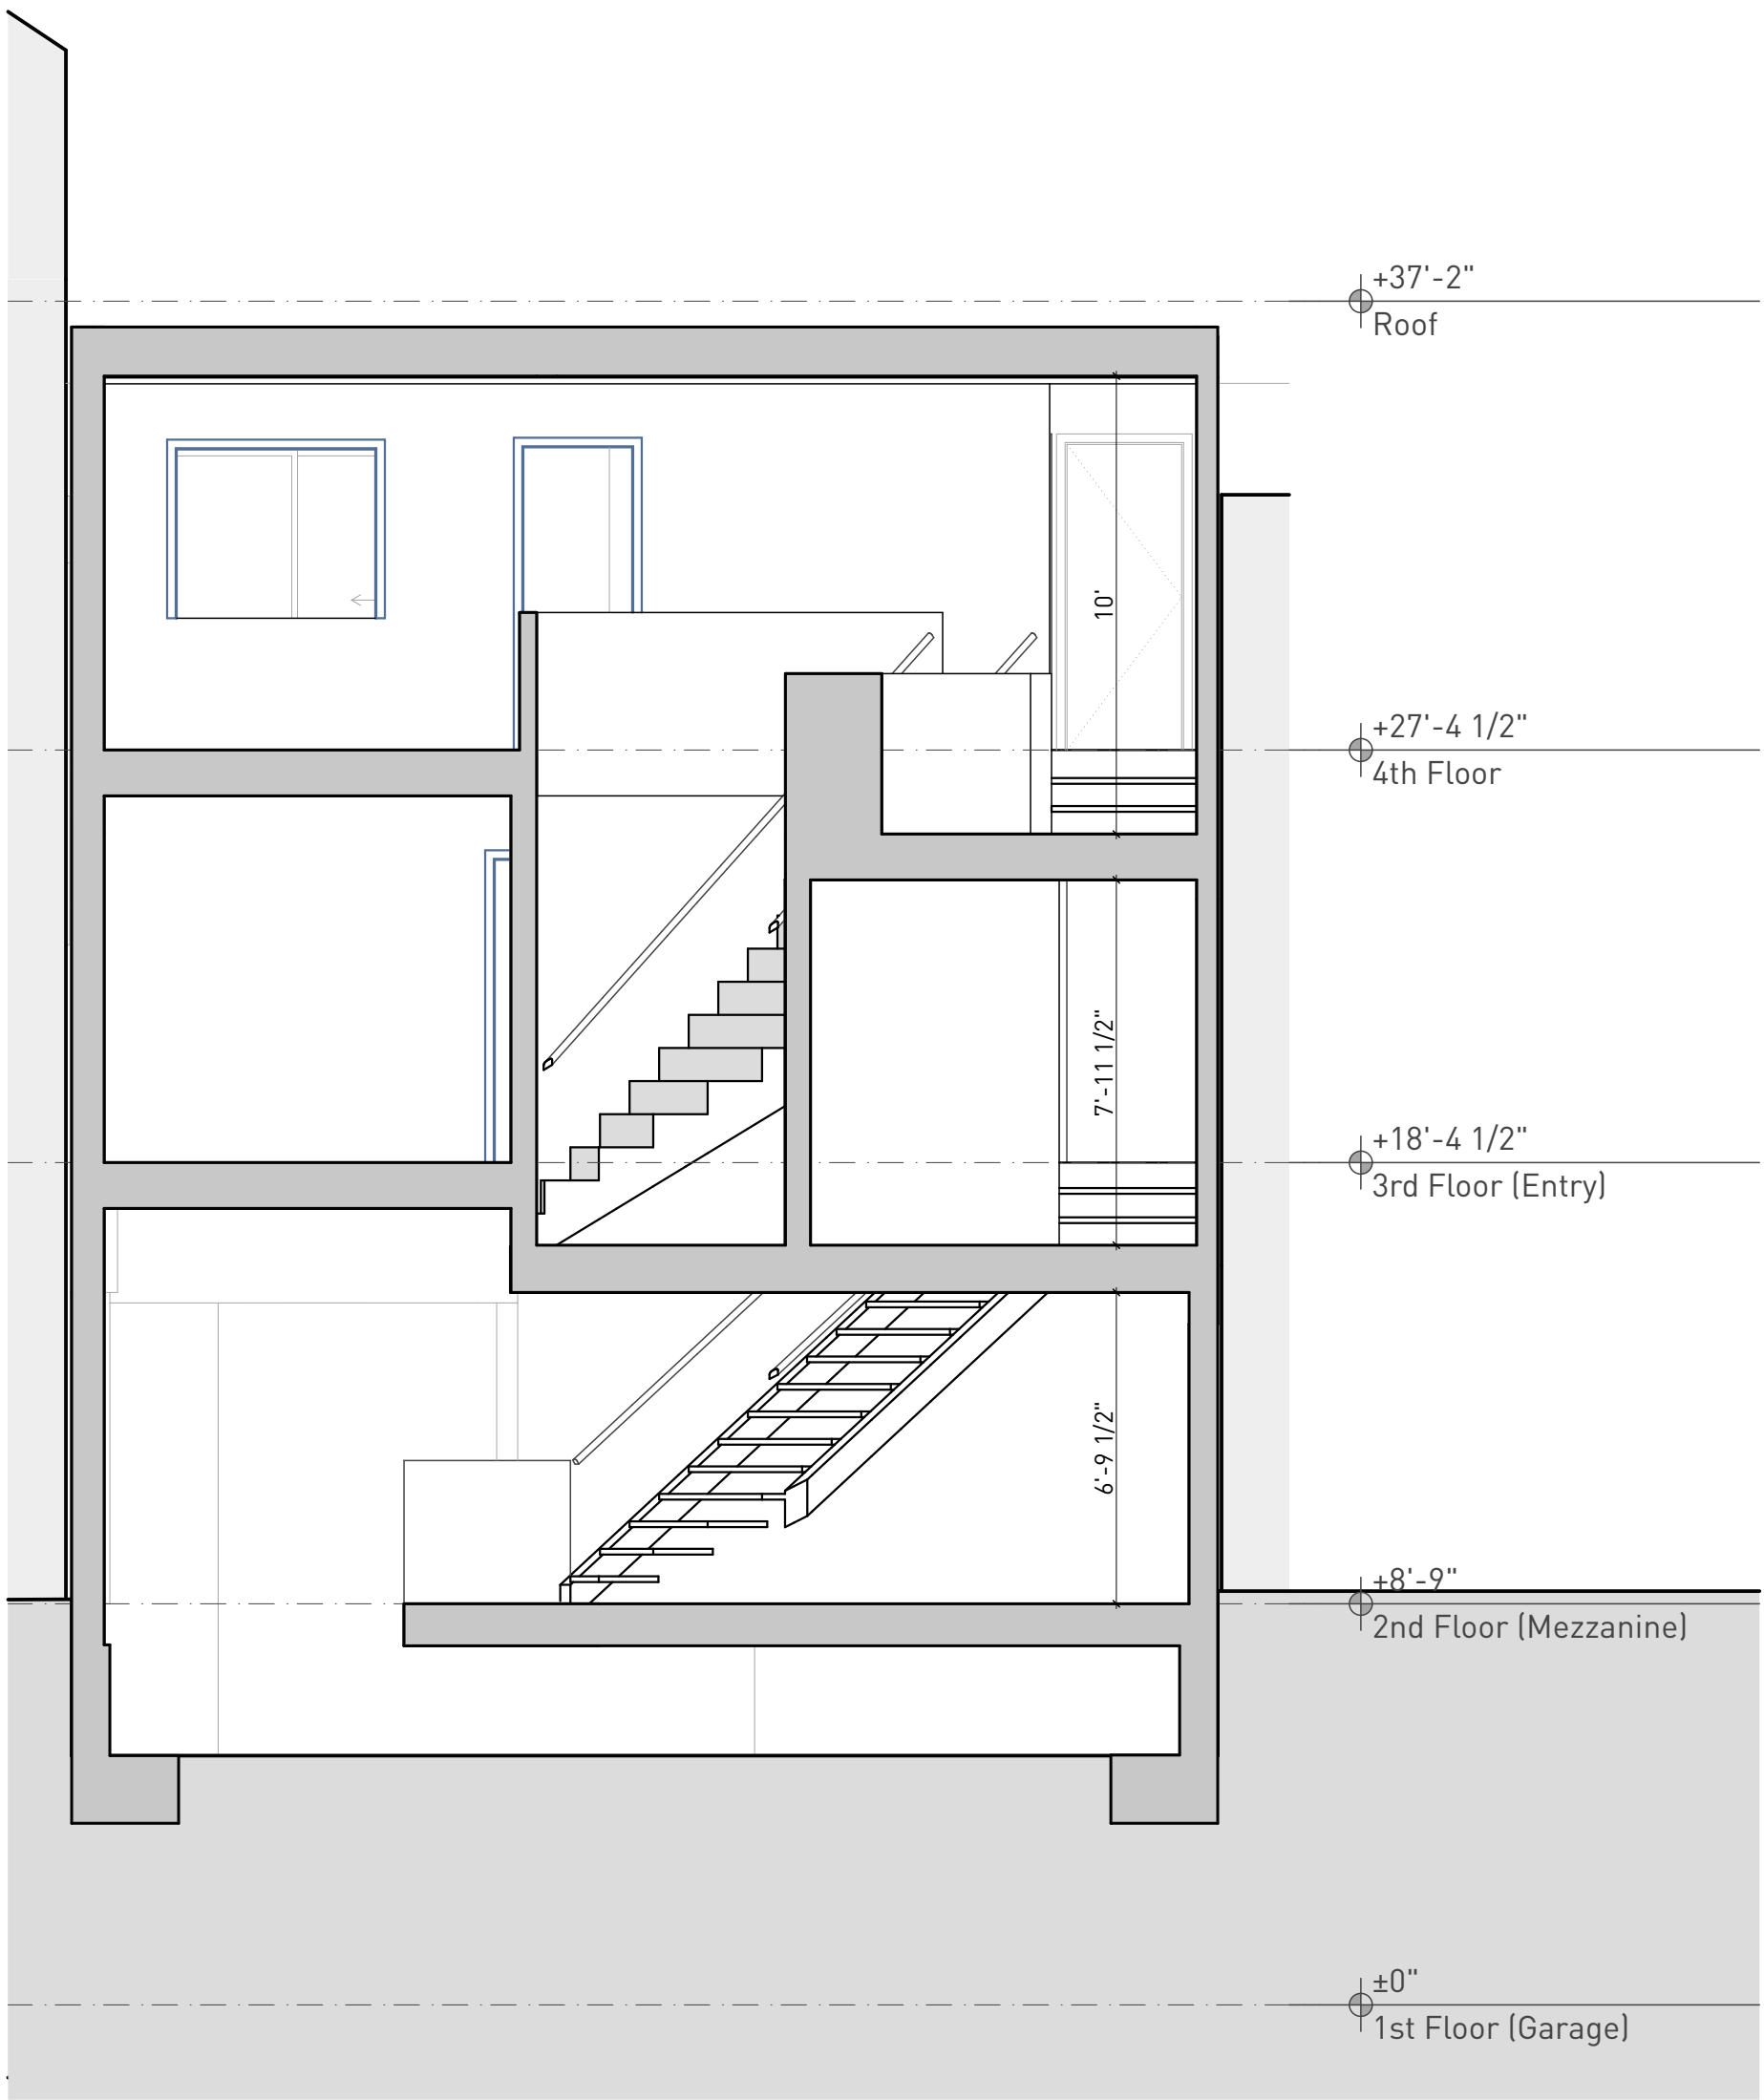 +37'-2"
Roof
10'
+27'-4 1/2"
4th Floor
7'-11 1/2"
+18'-4 1/2"
3rd Floor (Entry)
6'-9 1/2"
+8'-9"
2nd Floor (Mezzanine)
±0"
1st Floor (Garage)